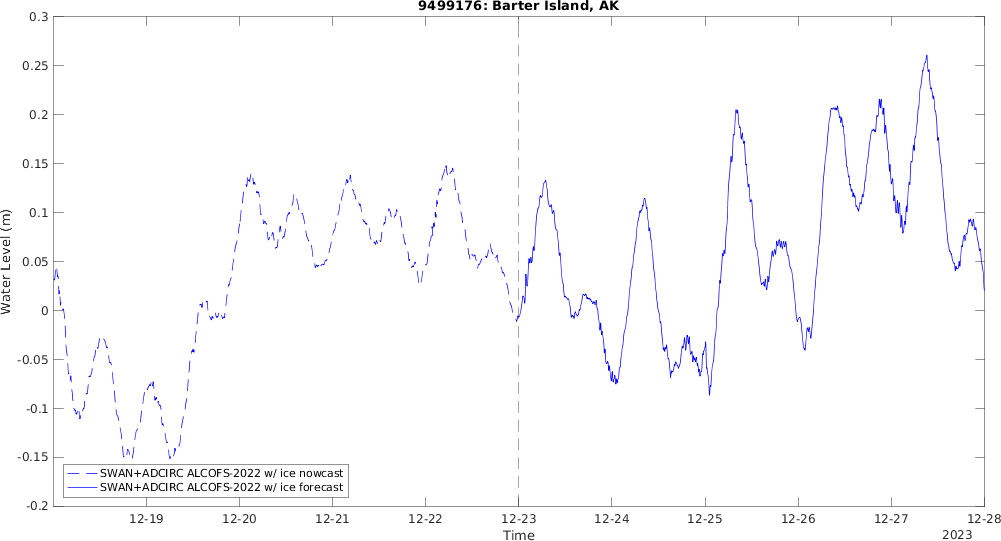 9499176: Barter Island, AK
0.3
0.25
0.2
0.15
0.1
0.05
0
-0.05
-0.1
-0.15
-0.2
Water Level (m)
SWAN+ADCIRC ALCOFS-2022 w/ ice nowcast
SWAN+ADCIRC ALCOFS-2022 w/ ice forecast
12-19 12-20 12-21 12-22 12-23 12-24 12-25 12-26 12-27 12-28
Time
2023